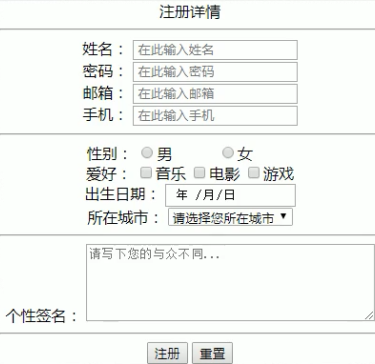 注册详情
姓名： 在此输入姓名
密码： 在此输入密码
邮箱： 在此输入邮箱
手机： 在此输入手机
性别： 男 女
爱好： 音乐 电影 游戏
出生日期： 年 /月/日
所在城市： 请选择您所在城市
请写下您的与众不同...
个性签名：
注册 重置